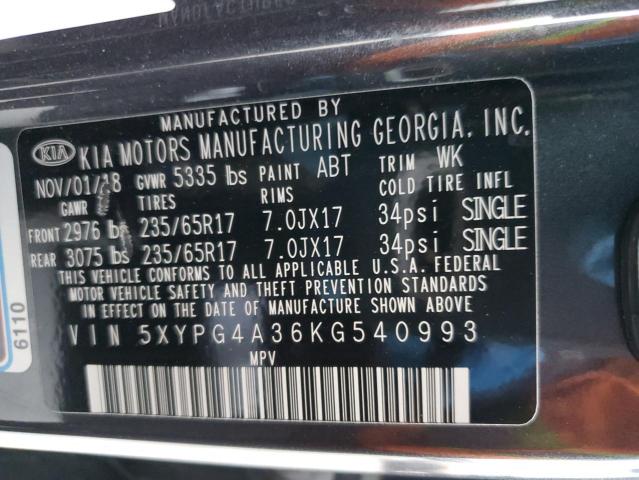 MANUFACTURED BY
KIA KIA MOTORS MANUFACTURING GEORGIA, INC.
NOV/01/18 GVWR 5335 lbs PAINT ABT TRIM WK
GAWR TIRES RIMS COLD TIRE INFL
FRONT 2976 lbs 235/65R17 7.0JX17 34psi SINGLE
REAR 3075 lbs 235/65R17 7.0JX17 34psi SINGLE
THIS VEHICLE CONFORMS TO ALL APPLICABLE U.S.A. FEDERAL
MOTOR VEHICLE SAFETY AND THEFT PREVENTION STANDARDS
IN EFFECT ON THE DATE OF MANUFACTURE SHOWN ABOVE
VIN 5XYPG4A36KG540993
MPV
6110